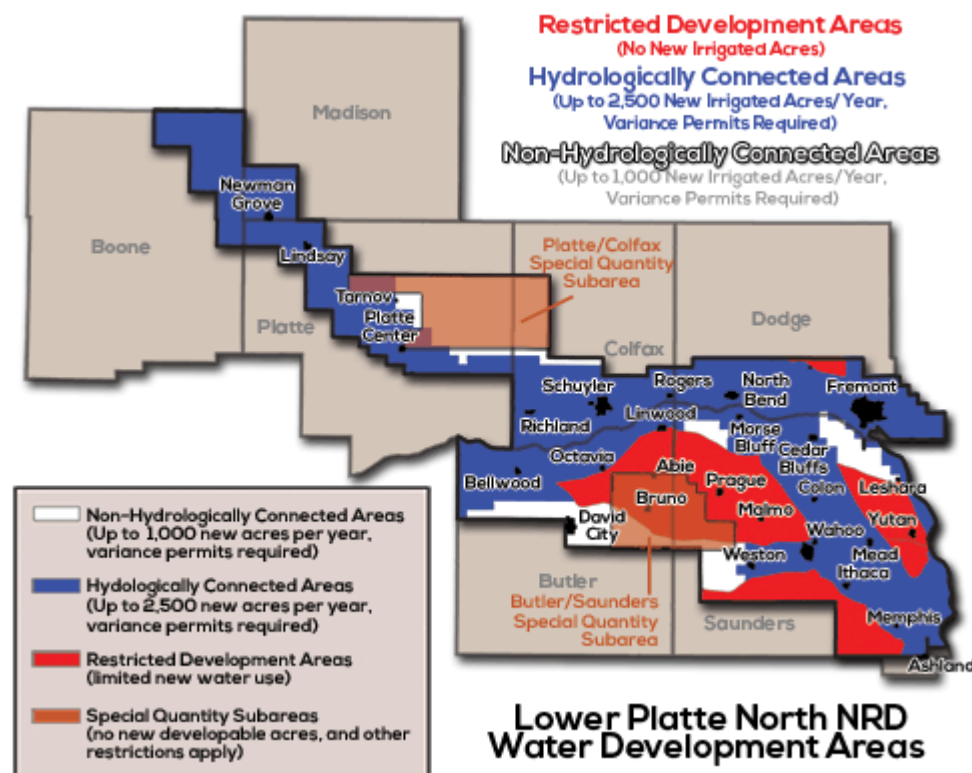 Restricted Development Areas
(No New Irrigated Acres)
Hydrologically Connected Areas
(Up to 2,500 New Irrigated Acres/Year,
Variance Permits Required)
Non-Hydrologically Connected Areas
(Up to 1,000 New Irrigated Acres/Year,
Variance Permits Required)
Madison
Newman
Grove
Boone
Lindsay
Platte/Colfax
Special Quantity
Subarea
Tarnov
Platte
Platte
Center
Dodge
Colfax
Schuyler
Rogers
North
Bend
Fremont
Richland
Linwood
Morse
Bluff
Cedar
Bluffs
Octavia
Bellwood
Abie
Prague
Colon
Leshara
Bruno
Malmo
Yutan
David
City
Wahoo
Weston
Mead
Ithaca
Butler
Butler/Saunders
Special Quantity
Subarea
Saunders
Memphis
Ashland
Non-Hydrologically Connected Areas
(Up to 1,000 new acres per year,
variance permits required)
Hydologically Connected Areas
(Up to 2,500 new acres per year,
variance permits required)
Restricted Development Areas
(limited new water use)
Special Quantity Subareas
(no new developable acres, and other
restrictions apply)
Lower Platte North NRD
Water Development Areas